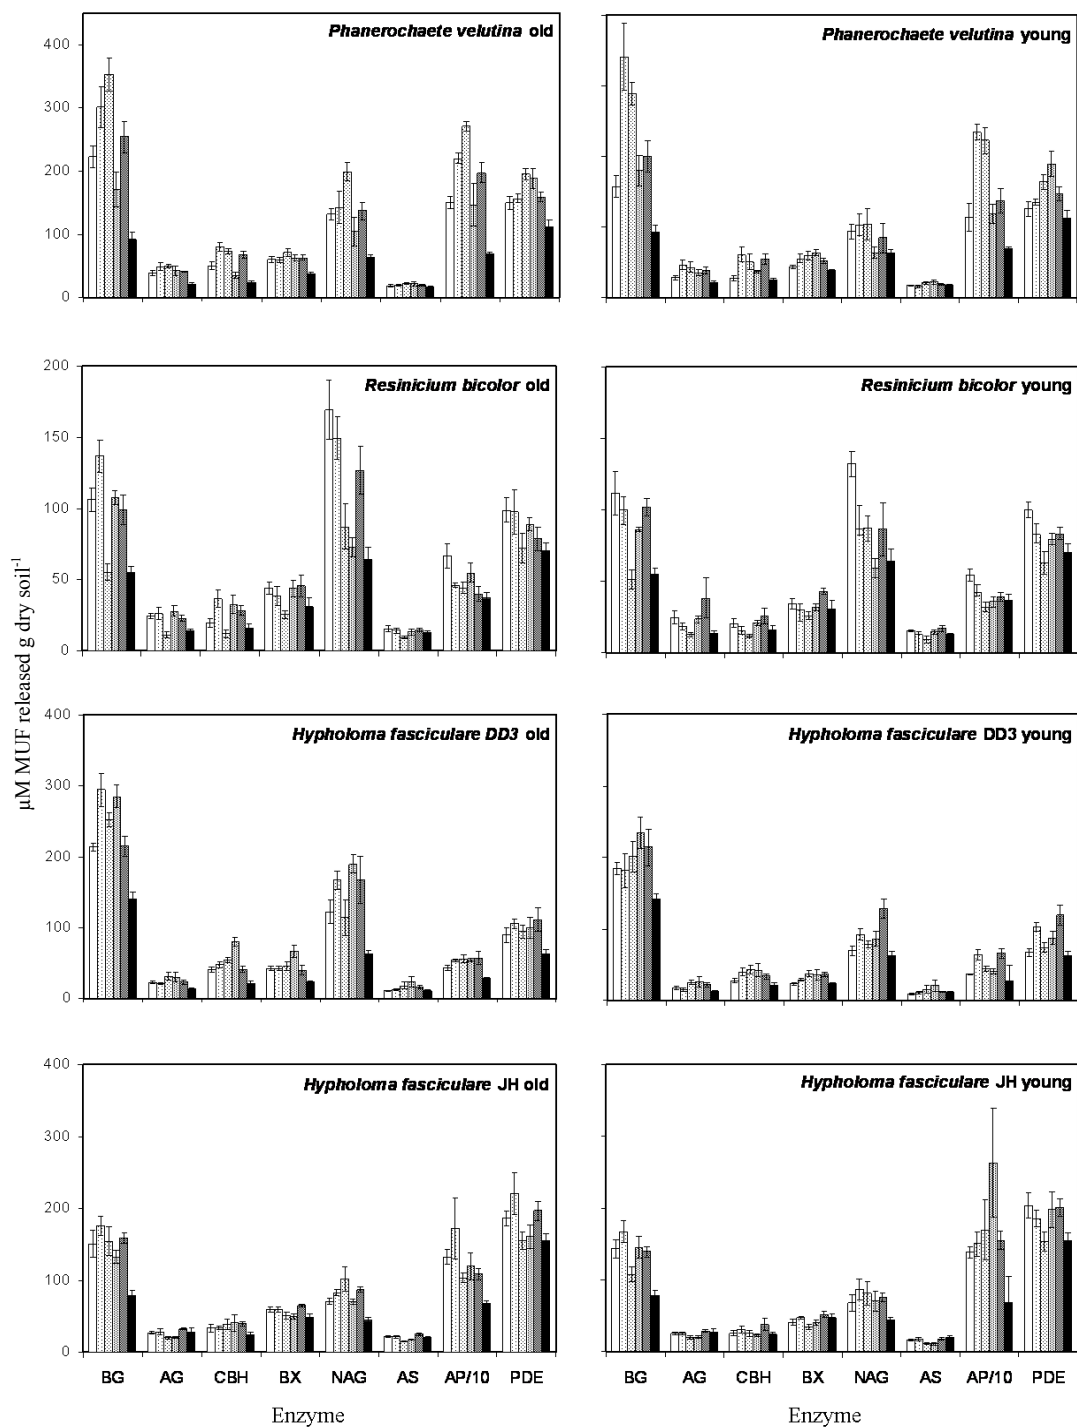 Phanerochaete velutina old
Phanerochaete velutina young
400
300
200
100
0
Resinicium bicolor old
Resinicium bicolor young
200
150
100
50
0
µM MUF released g dry soil-1
Hypholoma fasciculare DD3 old
Hypholoma fasciculare DD3 young
400
300
200
100
0
Hypholoma fasciculare JH old
Hypholoma fasciculare JH young
400
300
200
100
0
BG AG CBH BX NAG AS AP/10 PDE
BG AG CBH BX NAG AS AP/10 PDE
Enzyme
Enzyme